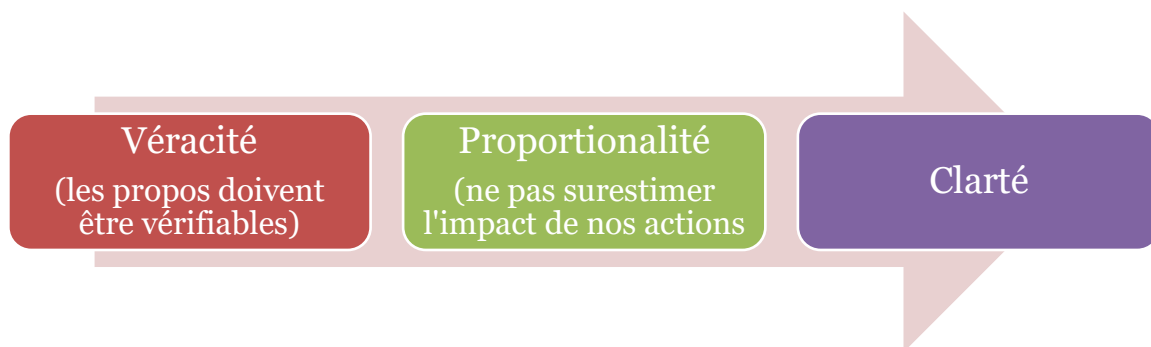 Véracité
(les propos doivent
être vérifiables)
Proportionalité
(ne pas surestimer
l'impact de nos actions
Clarté